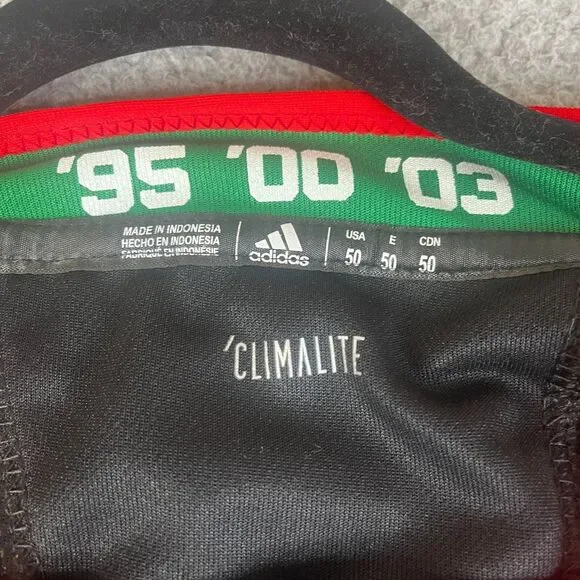 '95 '00 '03
MADE IN INDONESIA
HECHO EN INDONESIA
FABRIQUÉ EN INDONÉSIE
adidas
USA E CDN
50 50 50
'CLIMALITE